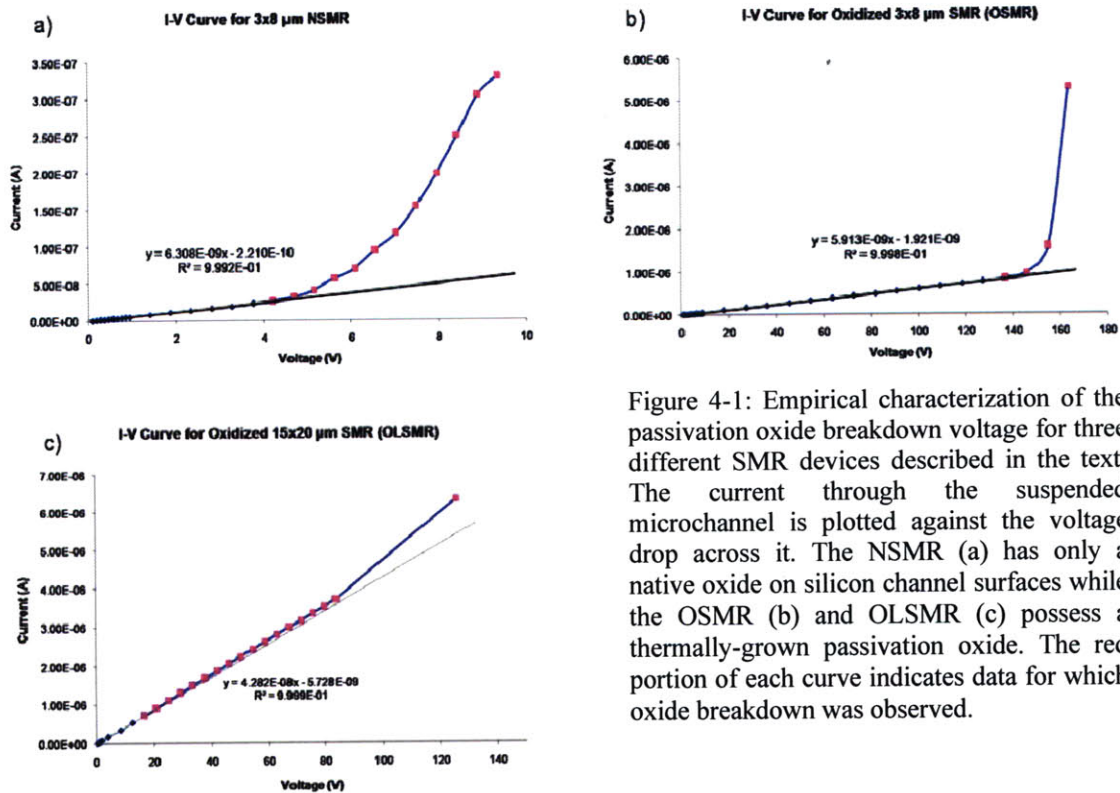 a)
I-V Curve for 3x8 µm NSMR
3.50E-07
3.00E-07
2.50E-07
2.00E-07
1.50E-07
1.00E-07
5.00E-08
0.00E+00
Current (A)
y = 6.308E-09x - 2.210E-10
R² = 9.992E-01
0 2 4 6 8 10
Voltage (V)
b)
I-V Curve for Oxidized 3x8 µm SMR (OSMR)
6.00E-06
5.00E-06
4.00E-06
3.00E-06
2.00E-06
1.00E-06
0.00E+00
Current (A)
y = 5.913E-09x - 1.921E-09
R² = 9.998E-01
0 20 40 60 80 100 120 140 160 180
Voltage (V)
c)
I-V Curve for Oxidized 15x20 µm SMR (OLSMR)
7.00E-06
6.00E-06
5.00E-06
4.00E-06
3.00E-06
2.00E-06
1.00E-06
0.00E+00
Current (A)
y = 4.282E-08x - 5.728E-09
R² = 9.999E-01
0 20 40 60 80 100 120 140
Voltage (V)
Figure 4-1: Empirical characterization of the
passivation oxide breakdown voltage for three
different SMR devices described in the text
The current through the suspended
microchannel is plotted against the voltage
drop across it. The NSMR (a) has only a
native oxide on silicon channel surfaces while
the OSMR (b) and OLSMR (c) possess a
thermally-grown passivation oxide. The red
portion of each curve indicates data for which
oxide breakdown was observed.